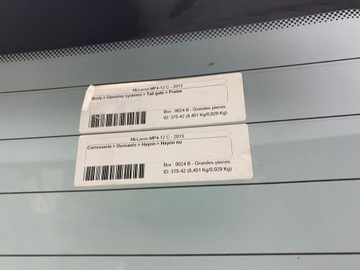 McLaren MP4-12 C - 2013
Body > Opening systems > Tail gate > Frame
Box : 0024 B - Grandes pieces
ID: 375-42 (8,451 Kg/0,029 Kg)
McLaren MP4-12 C - 2013
Carrosserie > Ouvrants > Hayon > Hayon nu
Box : 0024 B - Grandes pieces
ID: 375-42 (8,451 Kg/0,029 Kg)